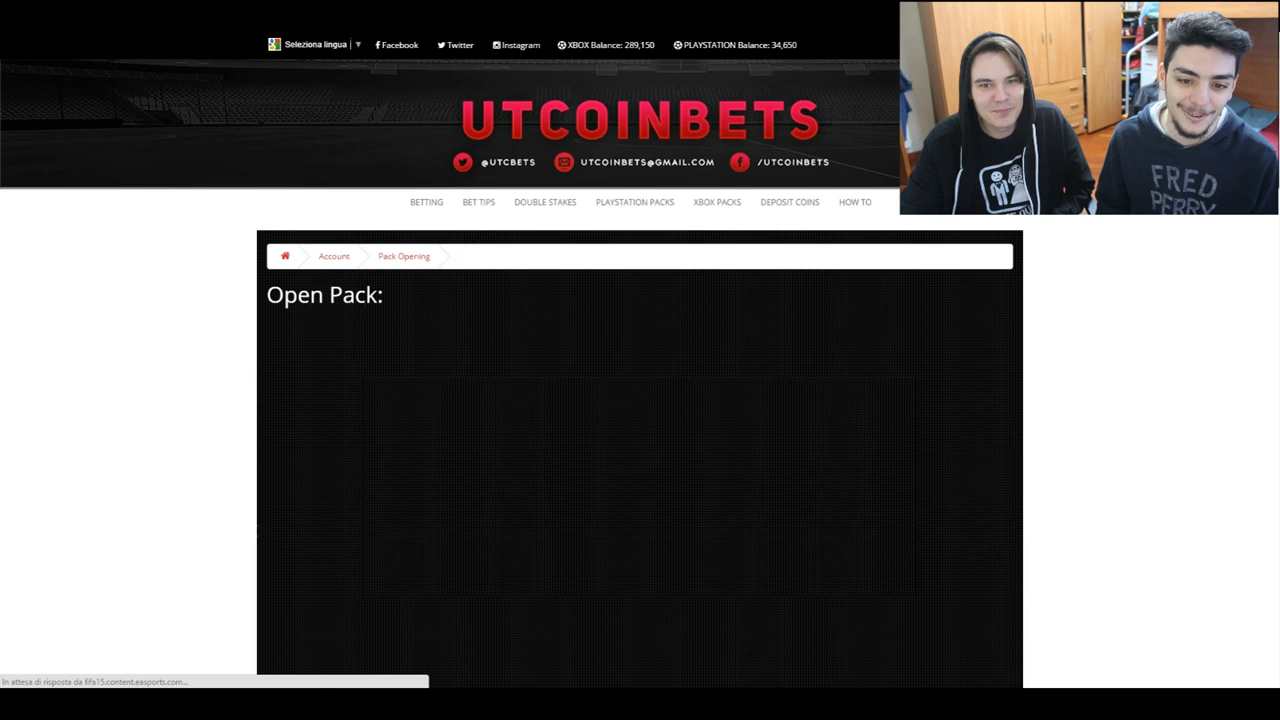 Seleziona lingua ▼ Facebook Twitter Instagram XBOX Balance: 289,150 PLAYSTATION Balance: 34,650
UTCOINBETS
@UTCBETS UTCOINBETS@GMAIL.COM /UTCOINBETS
BETTING BET TIPS DOUBLE STAKES PLAYSTATION PACKS XBOX PACKS DEPOSIT COINS HOW TO
Account Pack Opening
Open Pack:
FRED
PERRY
In attesa di risposta da fifa15.content.easports.com...